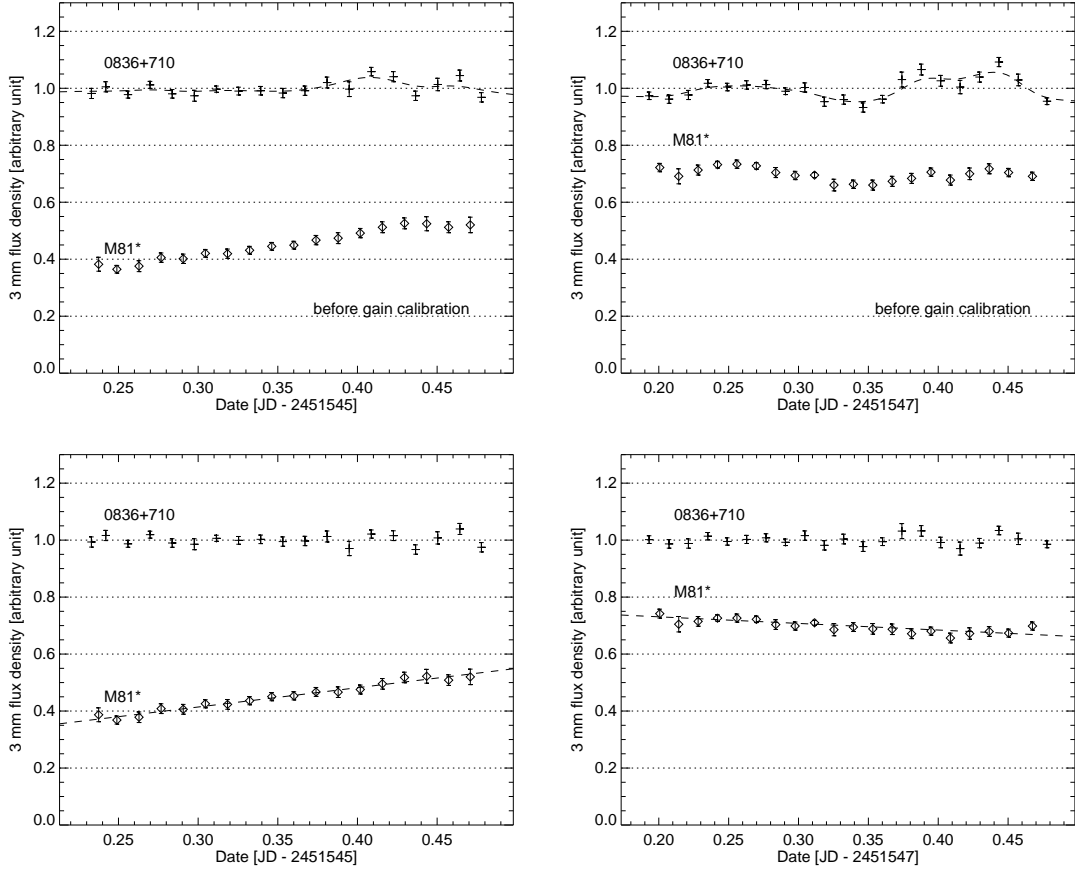 1.2
0836+710
1.0
0.8
0.6
M81*
0.4
before gain calibration
0.2
0.0
0.25 0.30 0.35 0.40 0.45
Date [JD - 2451545]
3 mm flux density [arbitrary unit]
1.2
0836+710
1.0
0.8
M81*
0.6
0.4
before gain calibration
0.2
0.0
0.20 0.25 0.30 0.35 0.40 0.45
Date [JD - 2451547]
3 mm flux density [arbitrary unit]
1.2
0836+710
1.0
0.8
0.6
M81*
0.4
0.2
0.0
0.25 0.30 0.35 0.40 0.45
Date [JD - 2451545]
3 mm flux density [arbitrary unit]
1.2
0836+710
1.0
M81*
0.8
0.6
0.4
0.2
0.0
0.20 0.25 0.30 0.35 0.40 0.45
Date [JD - 2451547]
3 mm flux density [arbitrary unit]